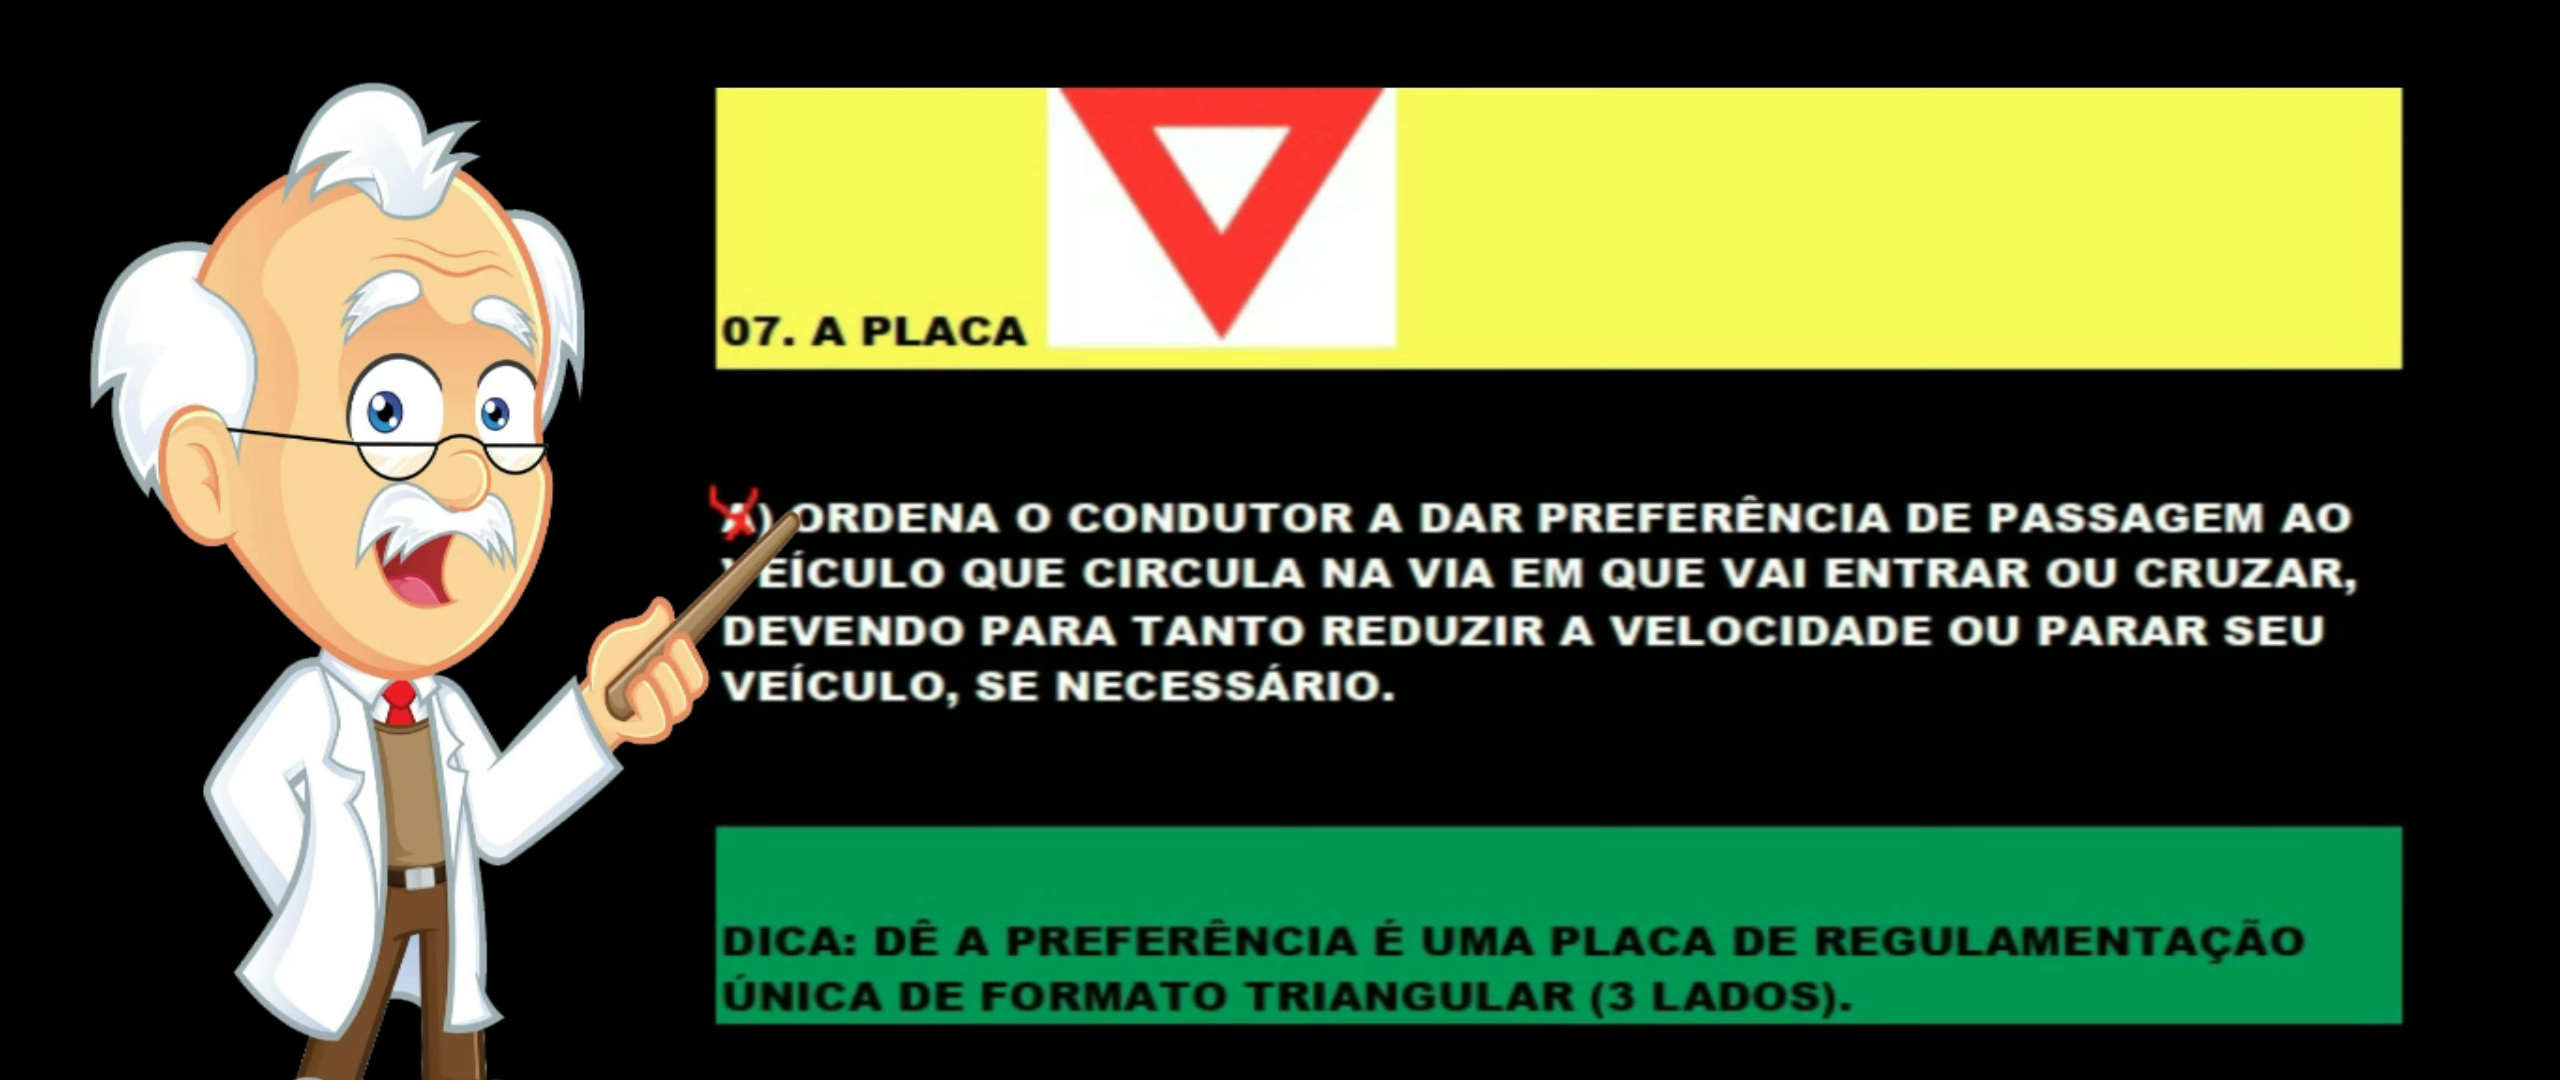 07. A PLACA
A) ORDENA O CONDUTOR A DAR PREFERÊNCIA DE PASSAGEM AO
VEÍCULO QUE CIRCULA NA VIA EM QUE VAI ENTRAR OU CRUZAR,
DEVENDO PARA TANTO REDUZIR A VELOCIDADE OU PARAR SEU
VEÍCULO, SE NECESSÁRIO.
DICA: DÊ A PREFERÊNCIA É UMA PLACA DE REGULAMENTAÇÃO
ÚNICA DE FORMATO TRIANGULAR (3 LADOS).